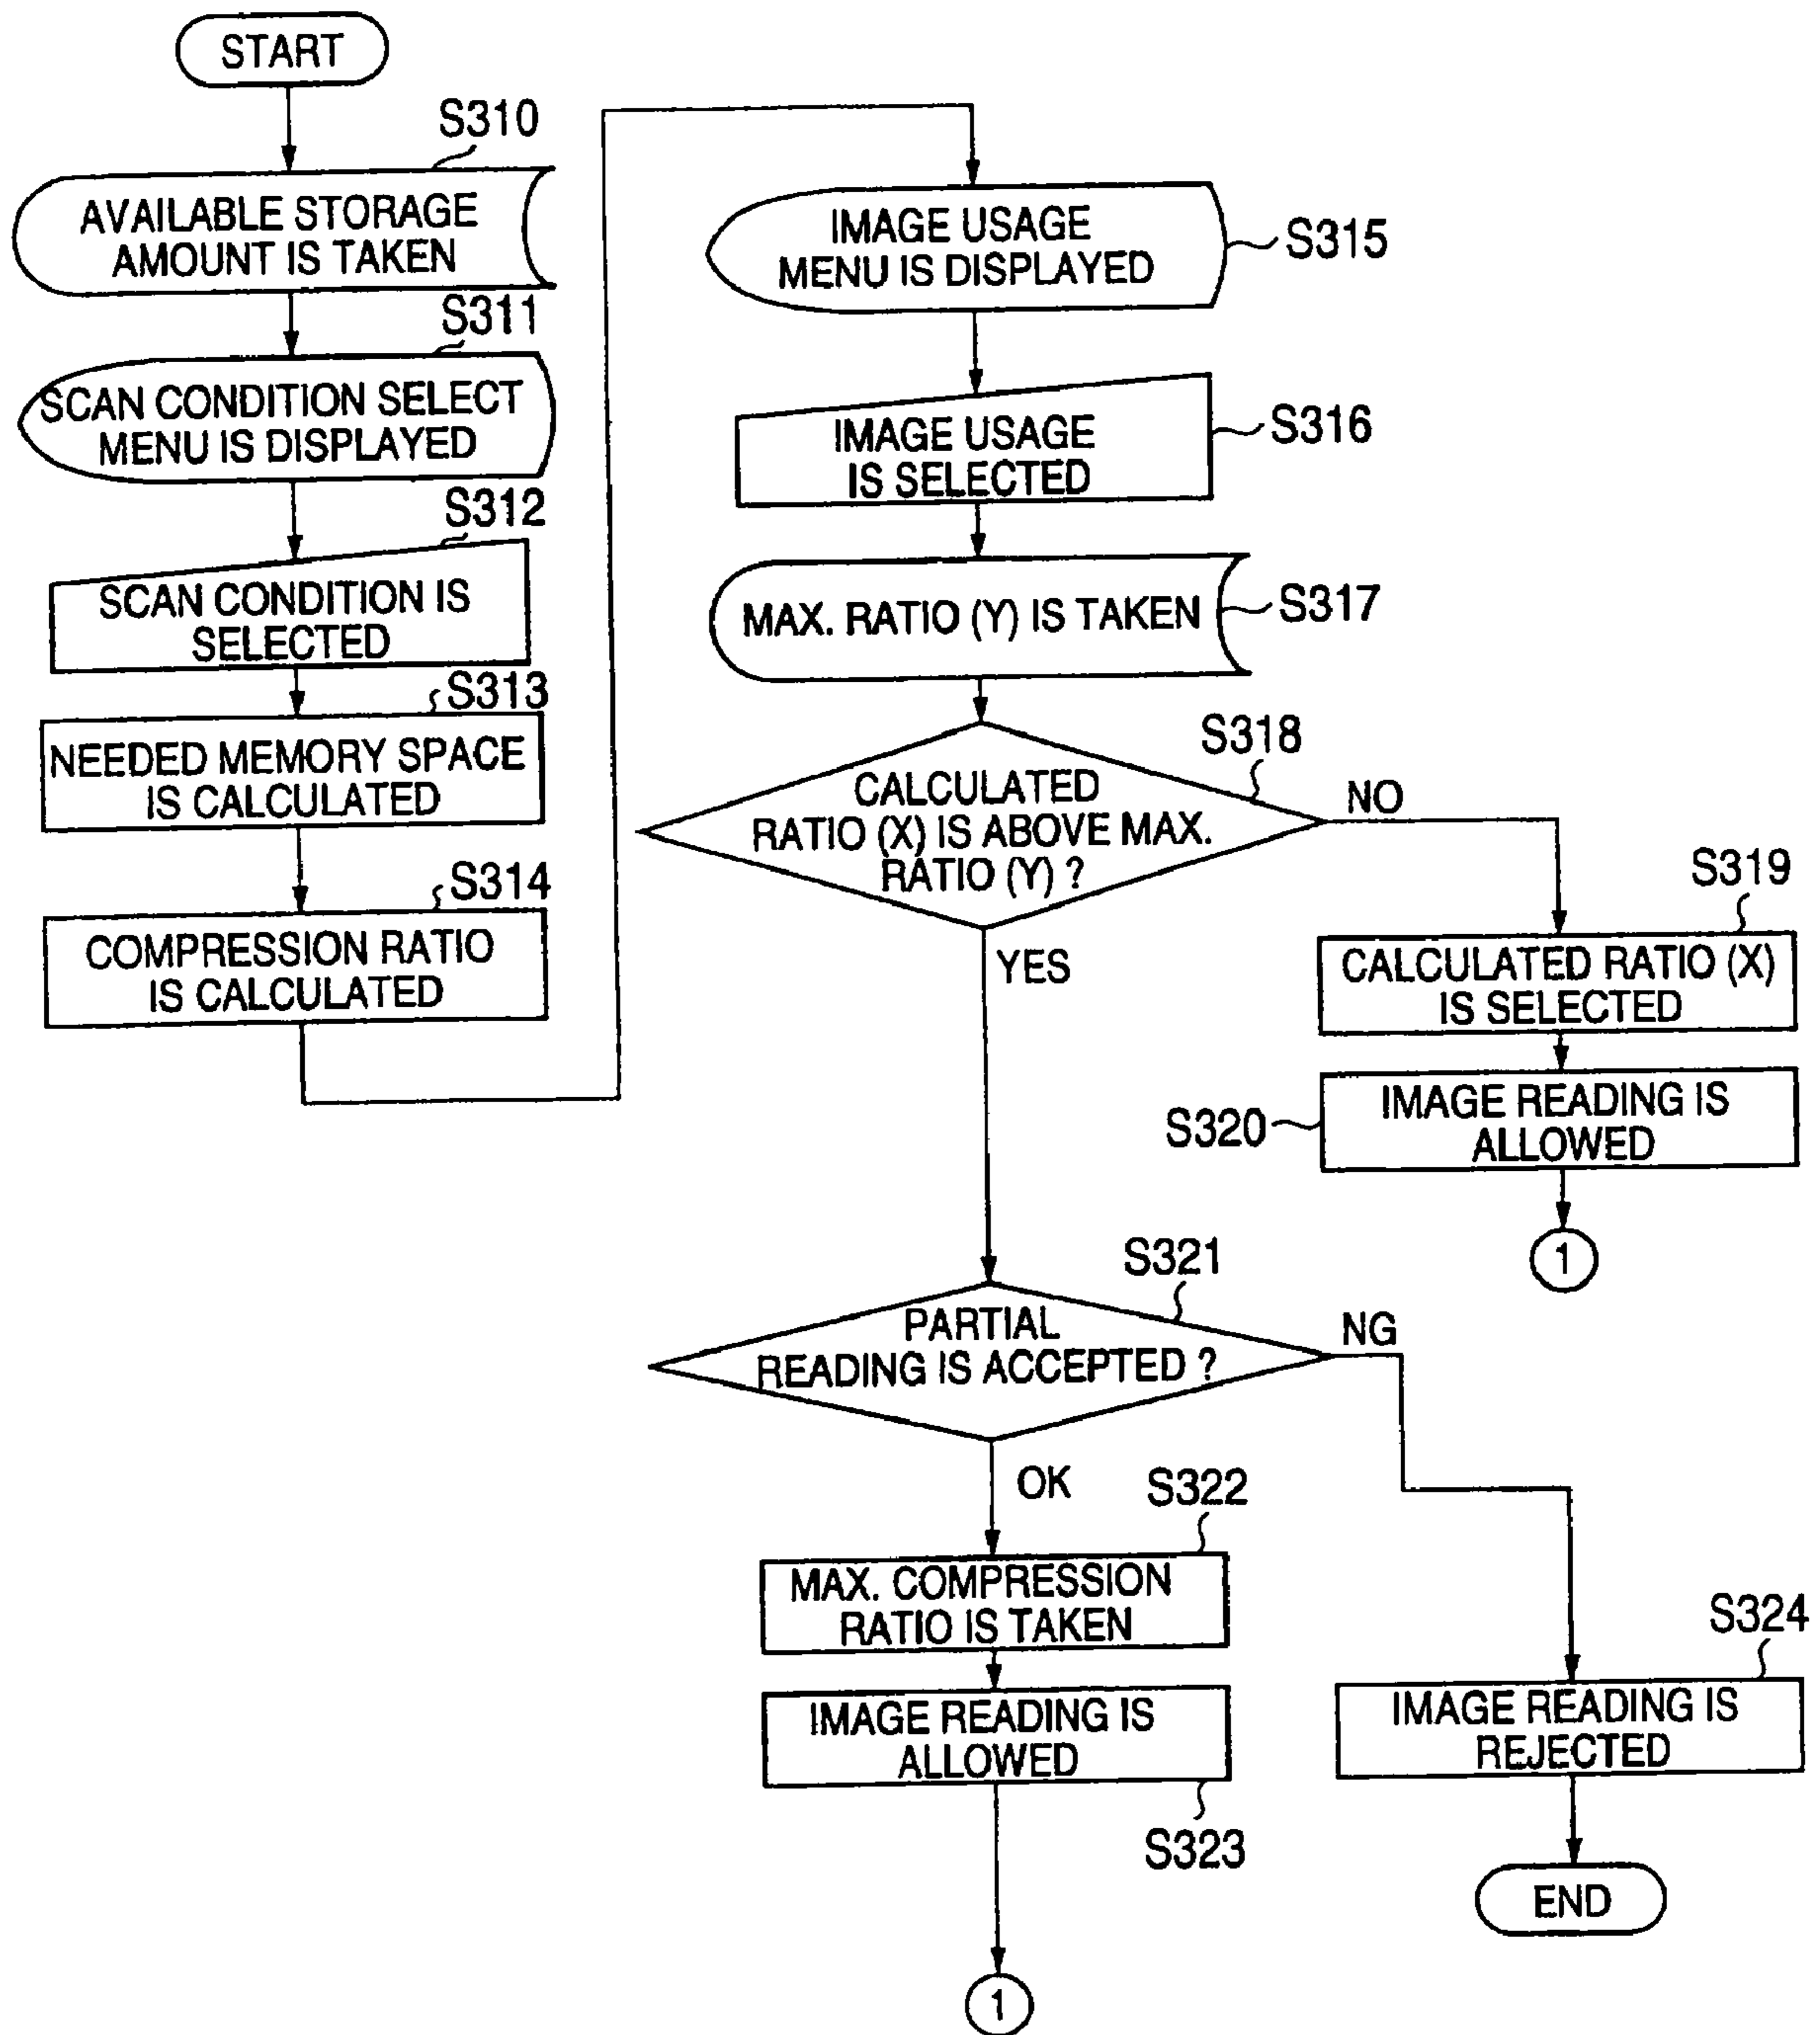 START
S310
AVAILABLE STORAGE
AMOUNT IS TAKEN
S311
SCAN CONDITION SELECT
MENU IS DISPLAYED
S312
SCAN CONDITION IS
SELECTED
S313
NEEDED MEMORY SPACE
IS CALCULATED
S314
COMPRESSION RATIO
IS CALCULATED
IMAGE USAGE
MENU IS DISPLAYED
S315
IMAGE USAGE
IS SELECTED
S316
MAX. RATIO (Y) IS TAKEN
S317
S318
CALCULATED
RATIO (X) IS ABOVE MAX.
RATIO (Y) ?
NO
YES
S319
CALCULATED RATIO (X)
IS SELECTED
S320
IMAGE READING IS
ALLOWED
1
S321
PARTIAL
READING IS ACCEPTED ?
NG
OK
S322
MAX. COMPRESSION
RATIO IS TAKEN
IMAGE READING IS
ALLOWED
S323
1
S324
IMAGE READING IS
REJECTED
END